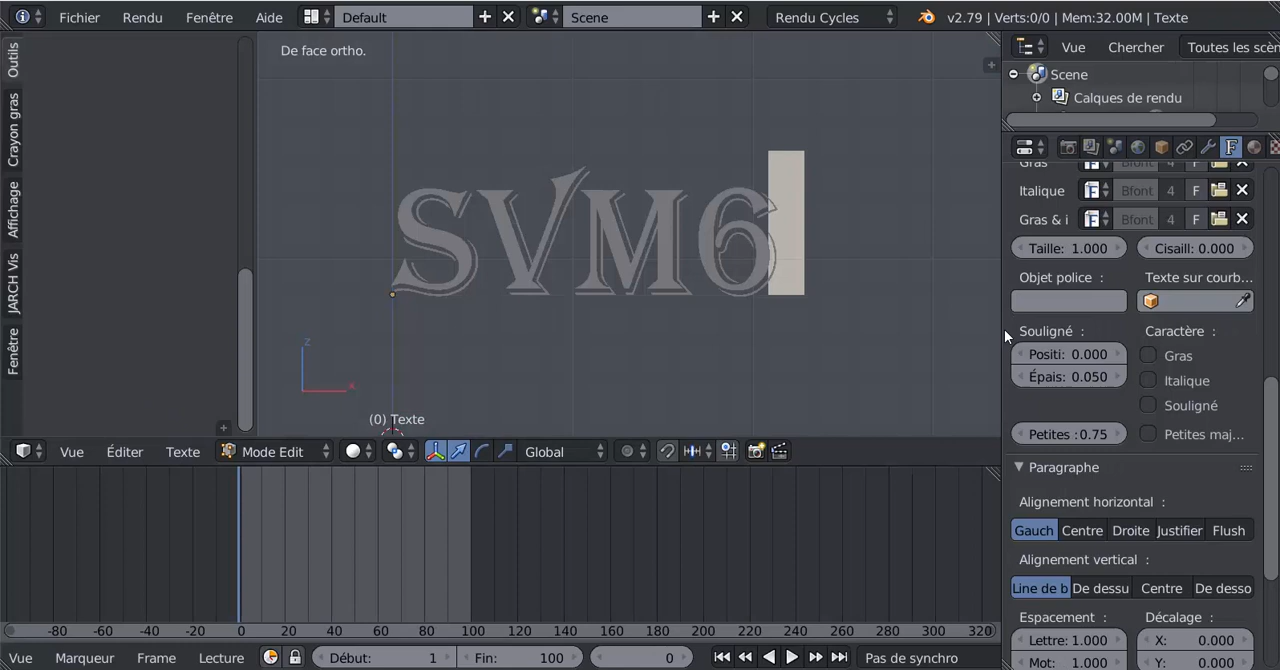 Fichier Rendu Fenêtre Aide Default Scene Rendu Cycles v2.79 | Verts:0/0 | Mem:32.00M | Texte
De face ortho.
Vue Chercher Toutes les scèn
Scene
Calques de rendu
Outils
Crayon gras
Affichage
JARCH Vis
Fenêtre
SVM6
z
x
(0) Texte
Gras F
Italique Bfont 4 F
Gras & i Bfont 4 F
Taille: 1.000 Cisaill: 0.000
Objet police : Texte sur courb...
Souligné : Caractère :
Positi: 0.000 Gras
Épais: 0.050 Italique
Souligné
Petites : 0.75 Petites maj...
Paragraphe
Alignement horizontal :
Gauch Centre Droite Justifier Flush
Alignement vertical :
Line de b De dessu Centre De desso
Espacement : Décalage :
Lettre: 1.000 X: 0.000
Mot: 1.000 Y: 0.000
Vue Éditer Texte Mode Edit Global
-80 -60 -40 -20 0 20 40 60 80 100 120 140 160 180 200 220 240 260 280 300 320
Vue Marqueur Frame Lecture Début: 1 Fin: 100 0 Pas de synchro